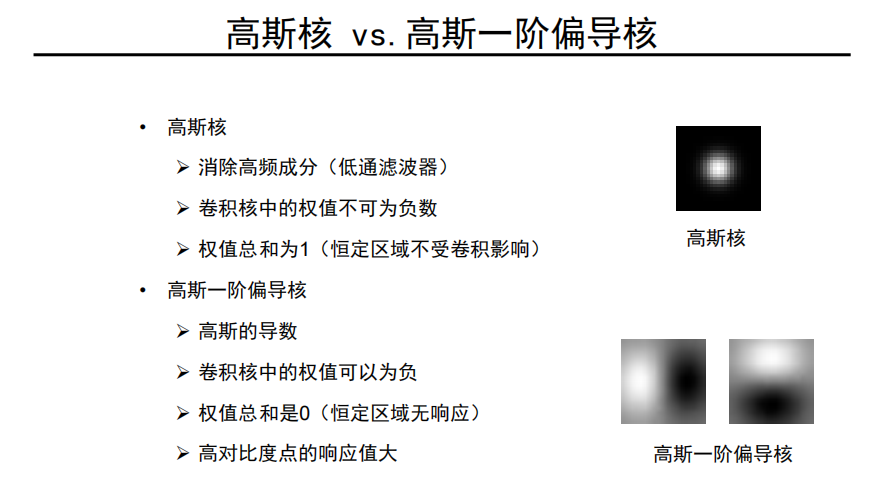 高斯核 vs. 高斯一阶偏导核
• 高斯核
➢ 消除高频成分（低通滤波器）
➢ 卷积核中的权值不可为负数
➢ 权值总和为1（恒定区域不受卷积影响）
• 高斯一阶偏导核
➢ 高斯的导数
➢ 卷积核中的权值可以为负
➢ 权值总和是0（恒定区域无响应）
➢ 高对比度点的响应值大
高斯核
高斯一阶偏导核